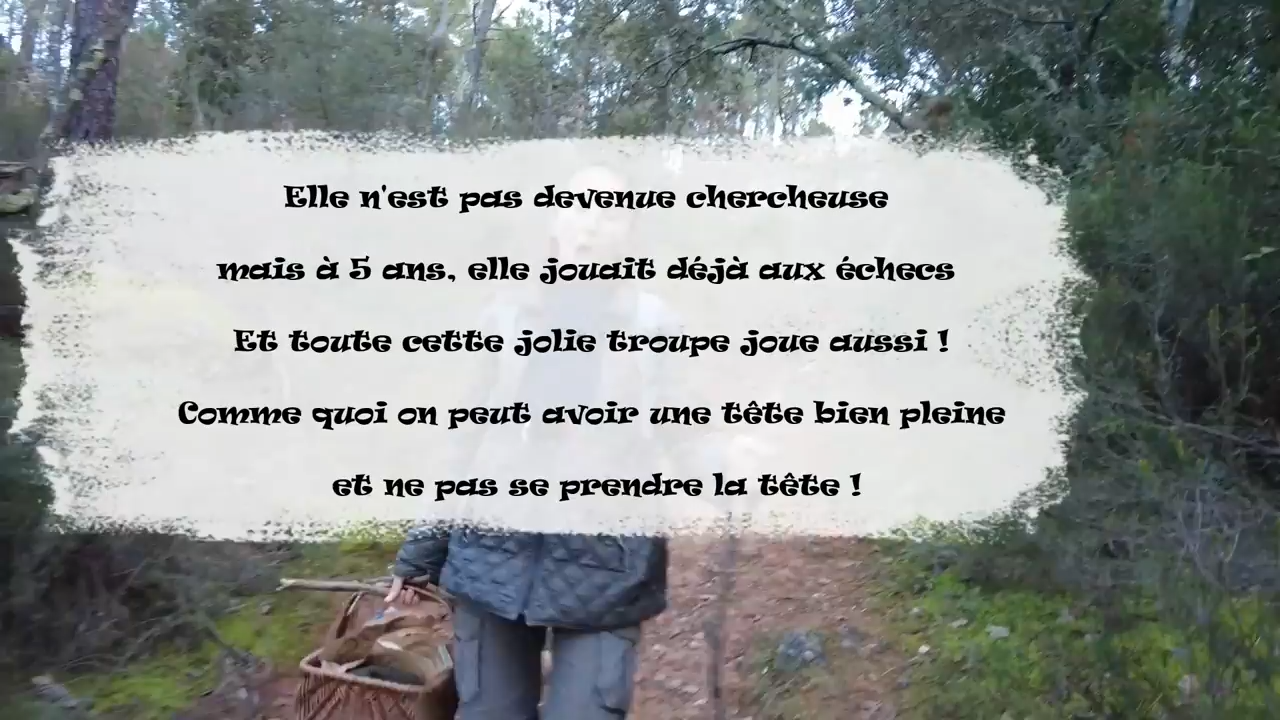 Elle n'est pas devenue chercheuse
mais à 5 ans, elle jouait déjà aux échecs
Et toute cette jolie troupe joue aussi !
Comme quoi on peut avoir une tête bien pleine
et ne pas se prendre la tête !